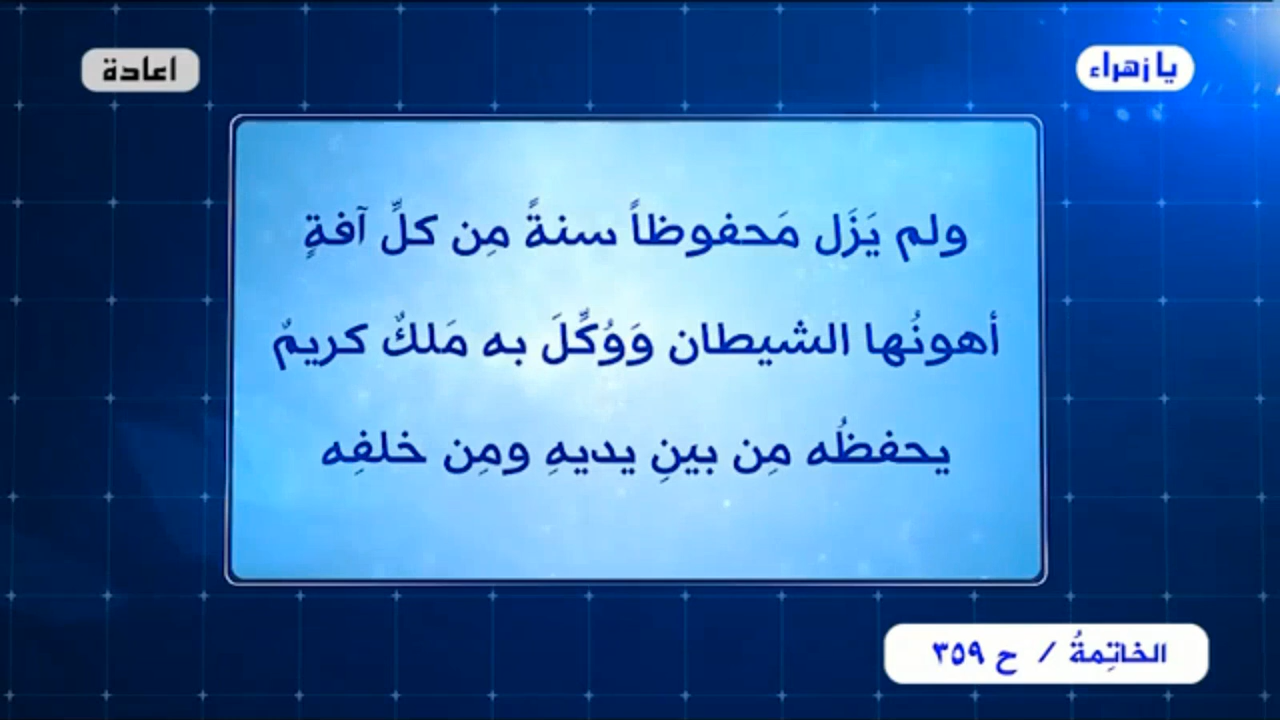 يا زهراء
اعادة
ولم يَزَل مَحفوظاً سنةً مِن كلِّ آفةٍ
أهونُها الشيطان وَوُكِّلَ به مَلكٌ كريمٌ
يحفظُه مِن بينِ يديهِ ومِن خلفِه
الخاتِمةُ / ح ٣٥٩